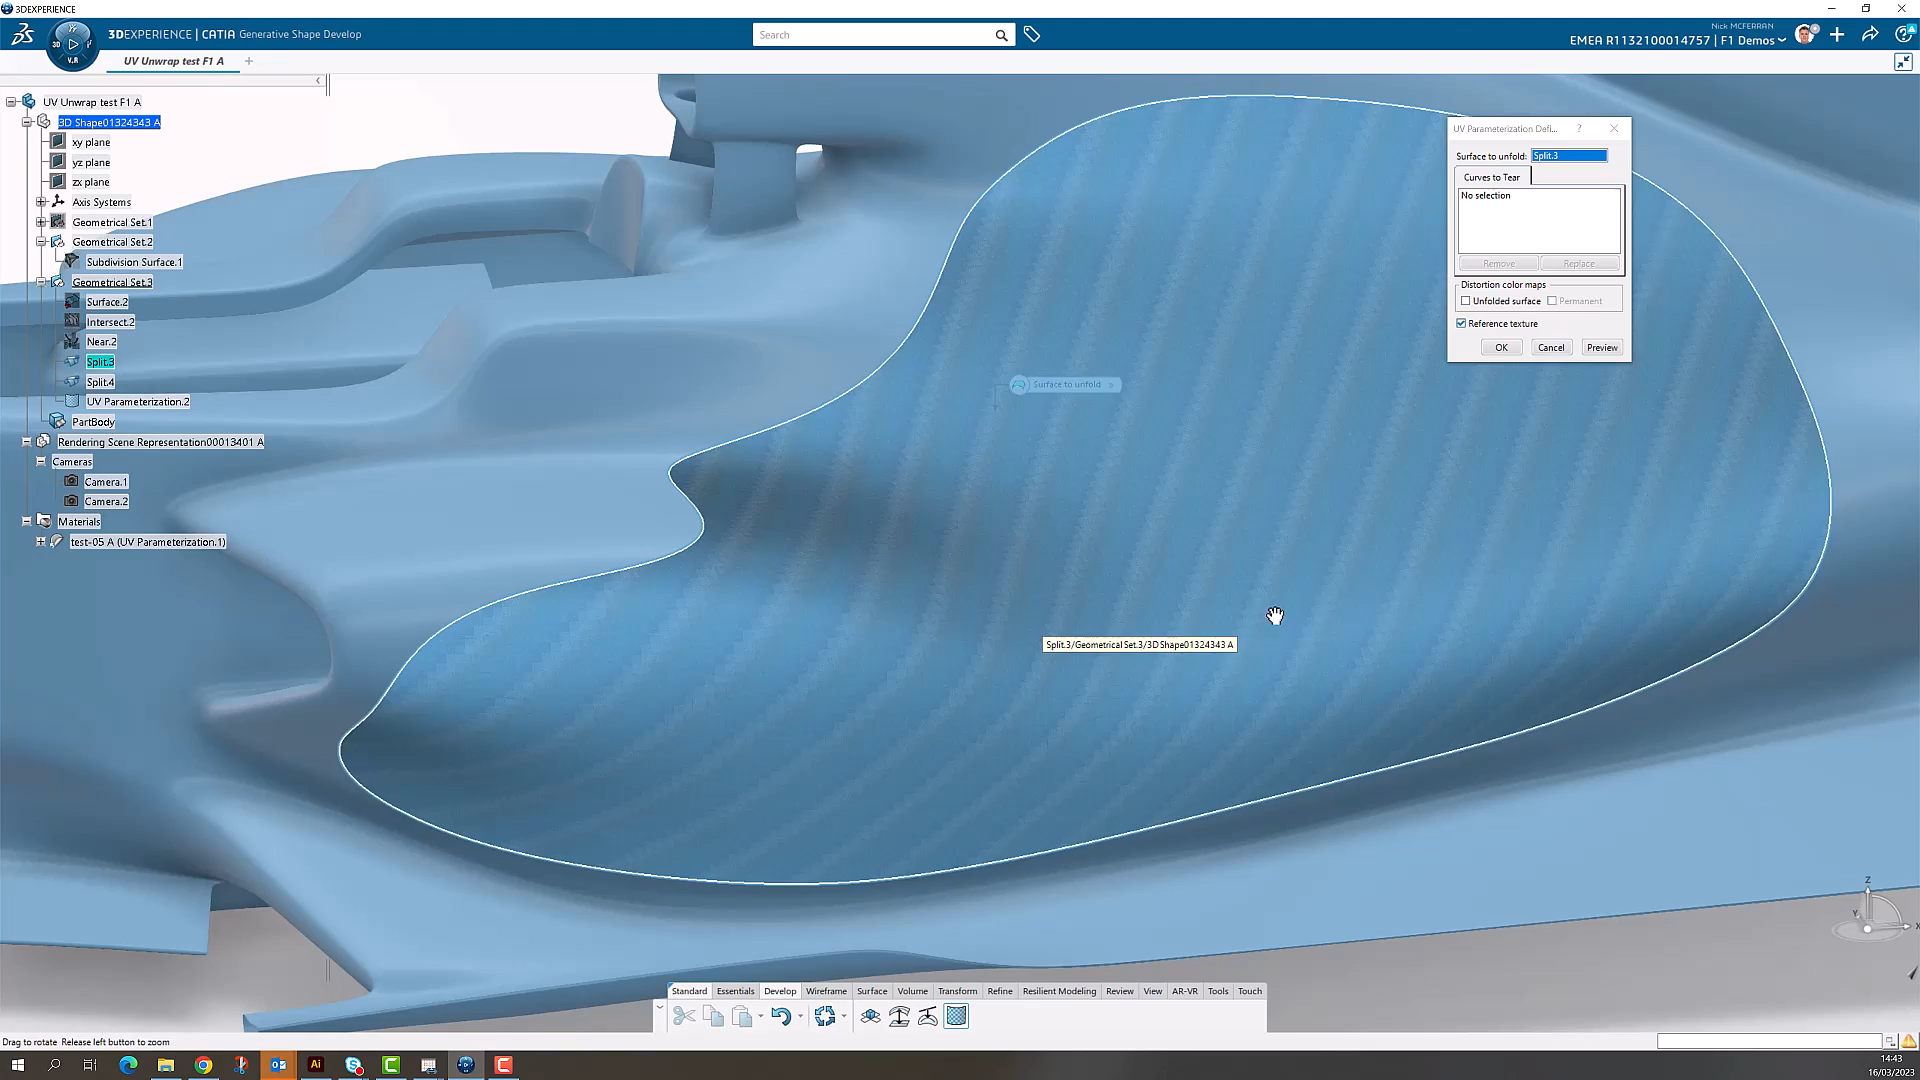 3DEXPERIENCE
3DEXPERIENCE | CATIA Generative Shape Develop
3D
V.R
Search
Nick MCFERRAN
EMEA R1132100014757 | F1 Demos
UV Unwrap test F1 A
UV Unwrap test F1 A
3D Shape01324343 A
xy plane
yz plane
zx plane
Axis Systems
Geometrical Set.1
Geometrical Set.2
Subdivision Surface.1
Geometrical Set.3
Surface.2
Intersect.2
Near.2
Split.3
Split.4
UV Parameterization.2
PartBody
Rendering Scene Representation00013401 A
Cameras
Camera.1
Camera.2
Materials
test-05 A (UV Parameterization.1)
UV Parameterization Defi... ?
Surface to unfold: Split.3
Curves to Tear
No selection
Remove Replace
Distortion color maps
Unfolded surface Permanent
Reference texture
OK Cancel Preview
Surface to unfold
Split.3/Geometrical Set.3/3D Shape01324343 A
Z
Y
X
Standard Essentials Develop Wireframe Surface Volume Transform Refine Resilient Modeling Review View AR-VR Tools Touch
Drag to rotate Release left button to zoom
Ai
14:43
16/03/2023